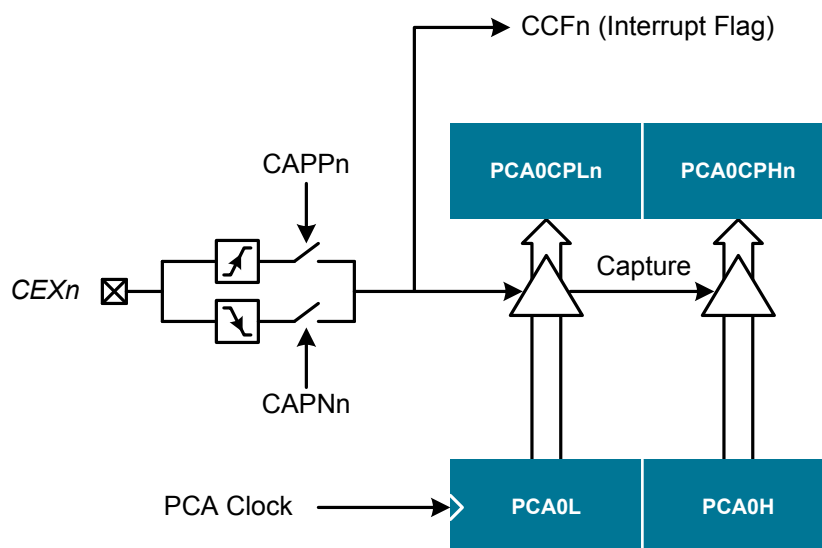 CCFn (Interrupt Flag)
PCA0CPLn
PCA0CPHn
CAPPn
Capture
CEXn
CAPNn
PCA Clock
PCA0L
PCA0H